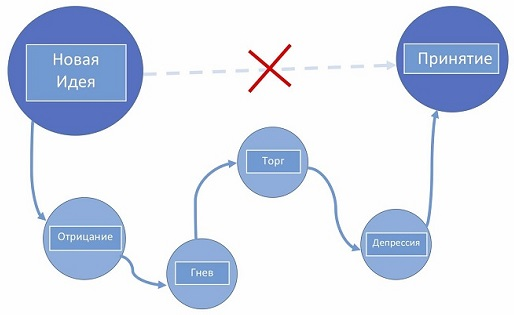 Новая
Идея
Принятие
Торг
Отрицание
Депрессия
Гнев